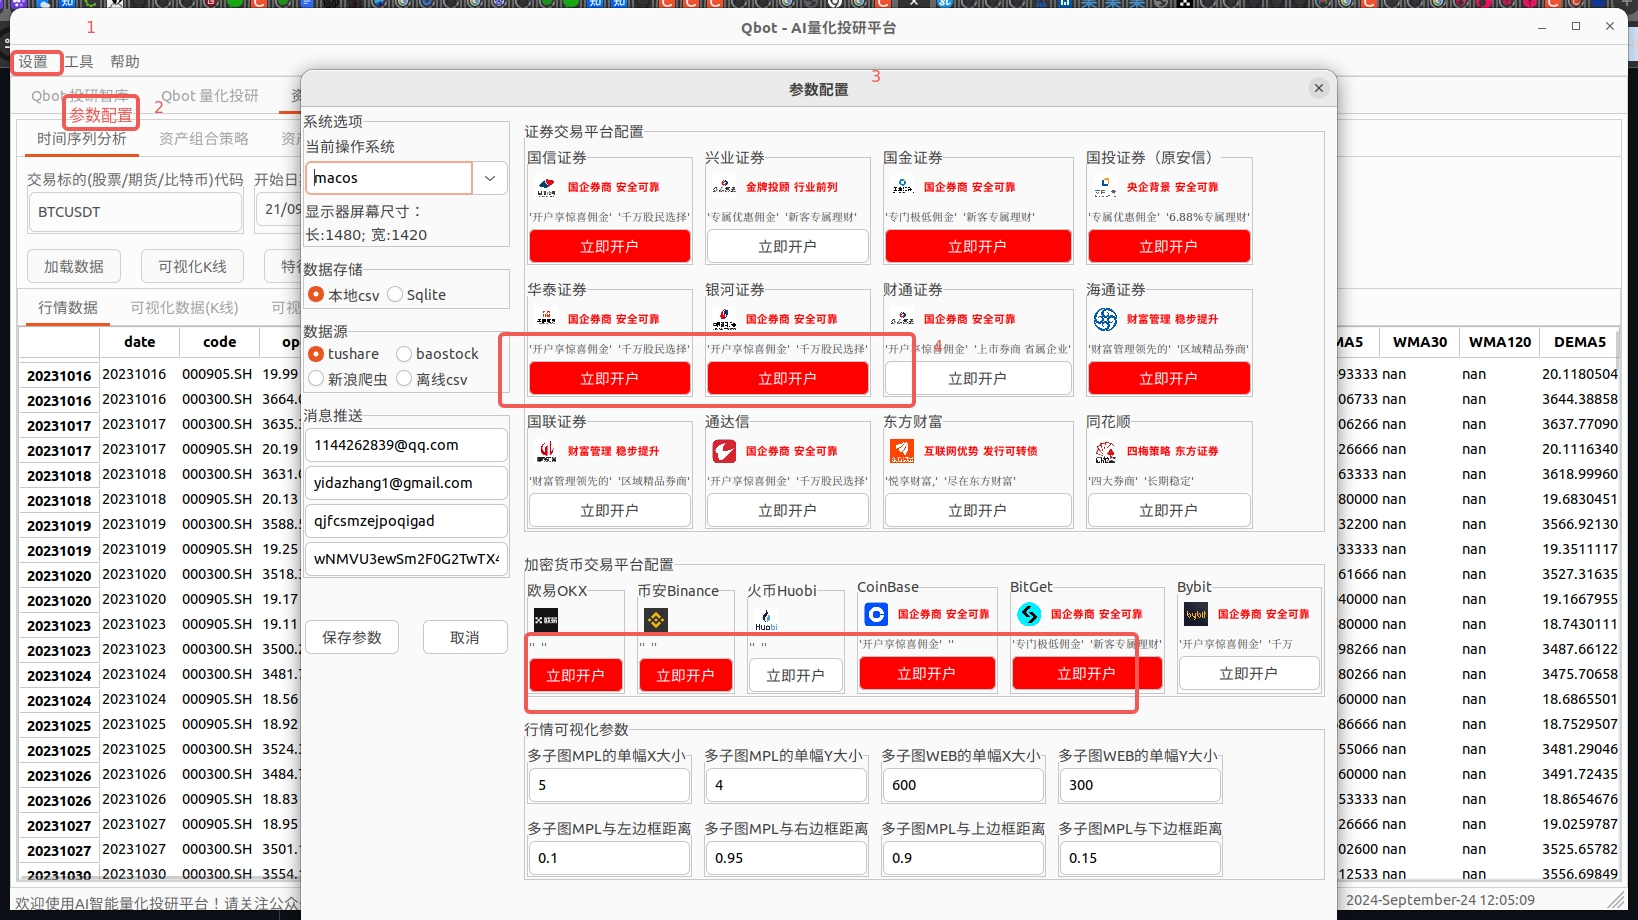 1
Qbot - AI量化投研平台
设置 工具 帮助
Qbot 投研智库 Qbot 量化投研 资
参数配置 2
时间序列分析 资产组合策略 资产
交易标的(股票/期货/比特币)代码 开始日
BTCUSDT 21/09
加载数据 可视化K线 特征
行情数据 可视化数据(K线) 可视
date code op
20231016 20231016 000905.SH 19.99
20231016 20231016 000300.SH 3664.0
20231017 20231017 000300.SH 3635.
20231017 20231017 000905.SH 20.19
20231018 20231018 000300.SH 3631.0
20231018 20231018 000905.SH 20.13
20231019 20231019 000300.SH 3588.5
20231019 20231019 000905.SH 19.25
20231020 20231020 000300.SH 3518.
20231020 20231020 000905.SH 19.17
20231023 20231023 000905.SH 19.11
20231023 20231023 000300.SH 3500.2
20231024 20231024 000300.SH 3481.7
20231024 20231024 000905.SH 18.56
20231025 20231025 000905.SH 18.92
20231025 20231025 000300.SH 3524.
20231026 20231026 000300.SH 3484.7
20231026 20231026 000905.SH 18.83
20231027 20231027 000905.SH 18.95
20231027 20231027 000300.SH 3501.
20231030 20231030 000300.SH 3554.
欢迎使用AI智能量化投研平台！请关注公众
3
参数配置
系统选项
当前操作系统
macos
显示器屏幕尺寸：
长:1480; 宽:1420
数据存储
本地csv Sqlite
数据源
tushare baostock
新浪爬虫 离线csv
消息推送
1144262839@qq.com
yidazhang1@gmail.com
qjfcsmzejpoqigad
wNMVU3ewSm2F0G2TwTX4
保存参数 取消
证券交易平台配置
国信证券 兴业证券 国金证券 国投证券（原安信）
国企券商 安全可靠 金牌投顾 行业前列 国企券商 安全可靠 央企背景 安全可靠
'开户享惊喜佣金' '千万股民选择' '专属优惠佣金' '新客专属理财' '专门极低佣金' '新客专属理财' '专属优惠佣金' '6.88%专属理财'
立即开户 立即开户 立即开户 立即开户
华泰证券 银河证券 财通证券 海通证券
国企券商 安全可靠 国企券商 安全可靠 国企券商 安全可靠 财富管理 稳步提升
'开户享惊喜佣金' '千万股民选择' '开户享惊喜佣金' '千万股民选择' '开户享惊喜佣金' '上市券商 省属企业' '财富管理领先的' '区域精品券商'
4
立即开户 立即开户 立即开户 立即开户
国联证券 通达信 东方财富 同花顺
财富管理 稳步提升 国企券商 安全可靠 互联网优势 发行可转债 四梅策略 东方证券
'财富管理领先的' '区域精品券商' '开户享惊喜佣金' '千万股民选择' '悦享财富,' '尽在东方财富' '四大券商' '长期稳定'
立即开户 立即开户 立即开户 立即开户
加密货币交易平台配置
欧易OKX 币安Binance 火币Huobi CoinBase BitGet Bybit
欧易 Huobi 国企券商 安全可靠 国企券商 安全可靠 bybit 国企券商 安全可靠
'' '' '' '' '' '' '开户享惊喜佣金' '' '专门极低佣金' '新客专属理财' '开户享惊喜佣金' '千万
立即开户 立即开户 立即开户 立即开户 立即开户 立即开户
行情可视化参数
多子图MPL的单幅X大小 多子图MPL的单幅Y大小 多子图WEB的单幅X大小 多子图WEB的单幅Y大小
5 4 600 300
多子图MPL与左边框距离 多子图MPL与右边框距离 多子图MPL与上边框距离 多子图MPL与下边框距离
0.1 0.95 0.9 0.15
MA5 WMA30 WMA120 DEMA5
93333 nan nan 20.1180504
06733 nan nan 3644.38858
06266 nan nan 3637.77090
26666 nan nan 20.1116340
63333 nan nan 3618.99960
80000 nan nan 19.6830451
32200 nan nan 3566.92130
33333 nan nan 19.3511117
61666 nan nan 3527.31635
40000 nan nan 19.1667955
80000 nan nan 18.7430111
98266 nan nan 3487.66122
80266 nan nan 3475.70658
60000 nan nan 18.6865501
86666 nan nan 18.7529507
55066 nan nan 3481.29046
60000 nan nan 3491.72435
53333 nan nan 18.8654676
26666 nan nan 19.0259787
02600 nan nan 3525.65782
12533 nan nan 3556.69849
2024-September-24 12:05:09